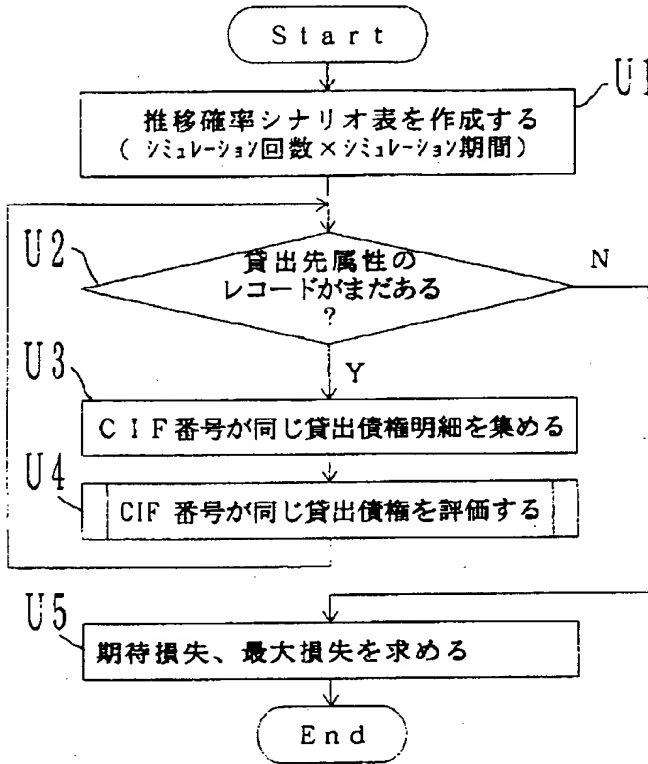 Start
U1
推移確率シナリオ表を作成する
( シミュレーション回数×シミュレーション期間)
U2
貸出先属性の
レコードがまだある
?
N
Y
U3
CIF番号が同じ貸出債権明細を集める
U4
CIF 番号が同じ貸出債権を評価する
U5
期待損失、最大損失を求める
End